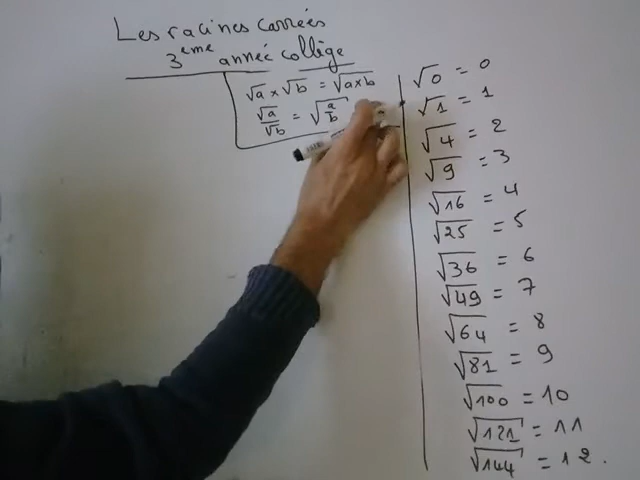 Les racines carrées
3ème année collège
√a × √b = √a×b
√a/√b = √a/b
√0 = 0
√1 = 1
√4 = 2
√9 = 3
√16 = 4
√25 = 5
√36 = 6
√49 = 7
√64 = 8
√81 = 9
√100 = 10
√121 = 11
√144 = 12.